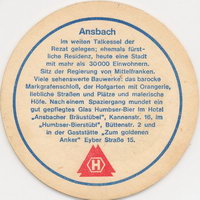 Ansbach
Im weiten Talkessel der
Rezat gelegen; ehemals fürst-
liche Residenz, heute eine Stadt
mit mehr als 30000 Einwohnern.
Sitz der Regierung von Mittelfranken.
Viele sehenswerte Bauwerke: das barocke
Markgrafenschloß, der Hofgarten mit Orangerie,
liebliche Straßen und Plätze und malerische
Höfe. Nach einem Spaziergang mundet ein
gut gepflegtes Glas Humbser-Bier im Hotel
„Ansbacher Bräustübel", Kannenstr. 16, im
„Humbser-Bierstübl", Büttenstr. 2 und
in der Gaststätte „Zum goldenen
Anker" Eyber Straße 15.
H